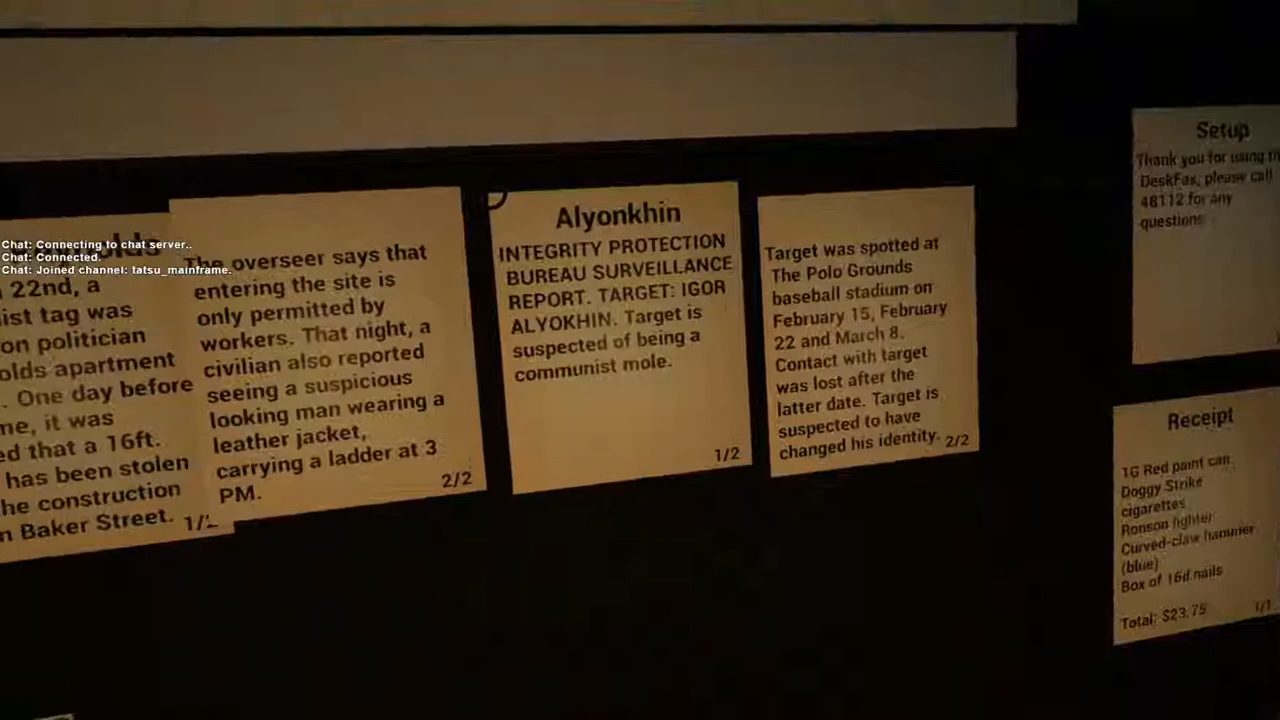 Chat: Connecting to chat server..
Chat: Connected.
Chat: Joined channel: tatsu_mainframe.
22nd, a
tag was
on politician
apartment
. One day before
it was
that a 16ft.
has been stolen
construction
Baker Street.
The overseer says that
entering the site is
only permitted by
workers. That night, a
civilian also reported
seeing a suspicious
looking man wearing a
leather jacket,
carrying a ladder at 3
PM.
2/2
Alyonkhin
INTEGRITY PROTECTION
BUREAU SURVEILLANCE
REPORT. TARGET: IGOR
ALYOKHIN. Target is
suspected of being a
communist mole.
1/2
Target was spotted at
The Polo Grounds
baseball stadium on
February 15, February
22 and March 8.
Contact with target
was lost after the
latter date. Target is
suspected to have
changed his identity.
2/2
Setup
Thank you for using
DeskFax, please call
48112 for any
questions
Receipt
1G Red paint can
Doggy Strike
cigarettes
Ronson lighter
Curved-claw hammer
(blue)
Box of 16d nails
Total: $23.75
1/1